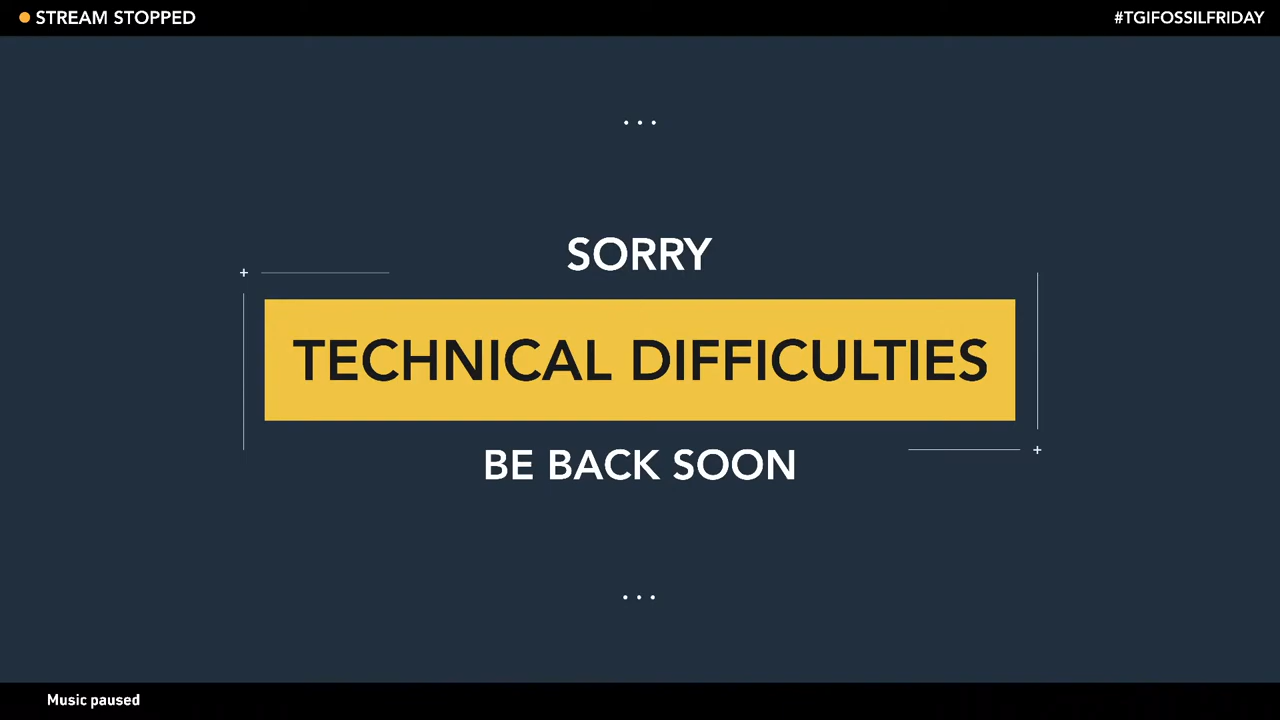 STREAM STOPPED
#TGIFOSSILFRIDAY
...
SORRY
TECHNICAL DIFFICULTIES
BE BACK SOON
...
Music paused